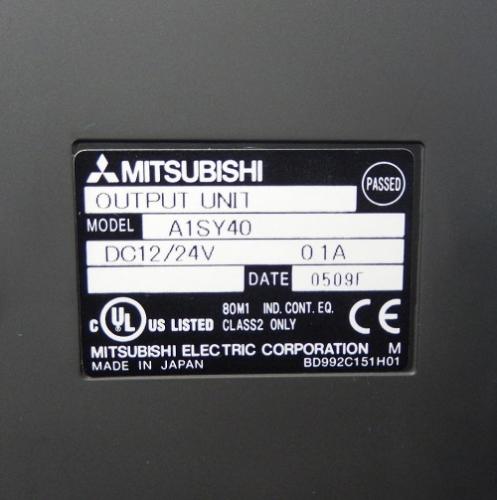 MITSUBISHI
PASSED
OUTPUT UNIT
MODEL A1SY40
DC12/24V 0.1A
DATE 0509F
C UL US LISTED 80M1 IND. CONT. EQ. CLASS2 ONLY CE
MITSUBISHI ELECTRIC CORPORATION M
MADE IN JAPAN BD992C151H01